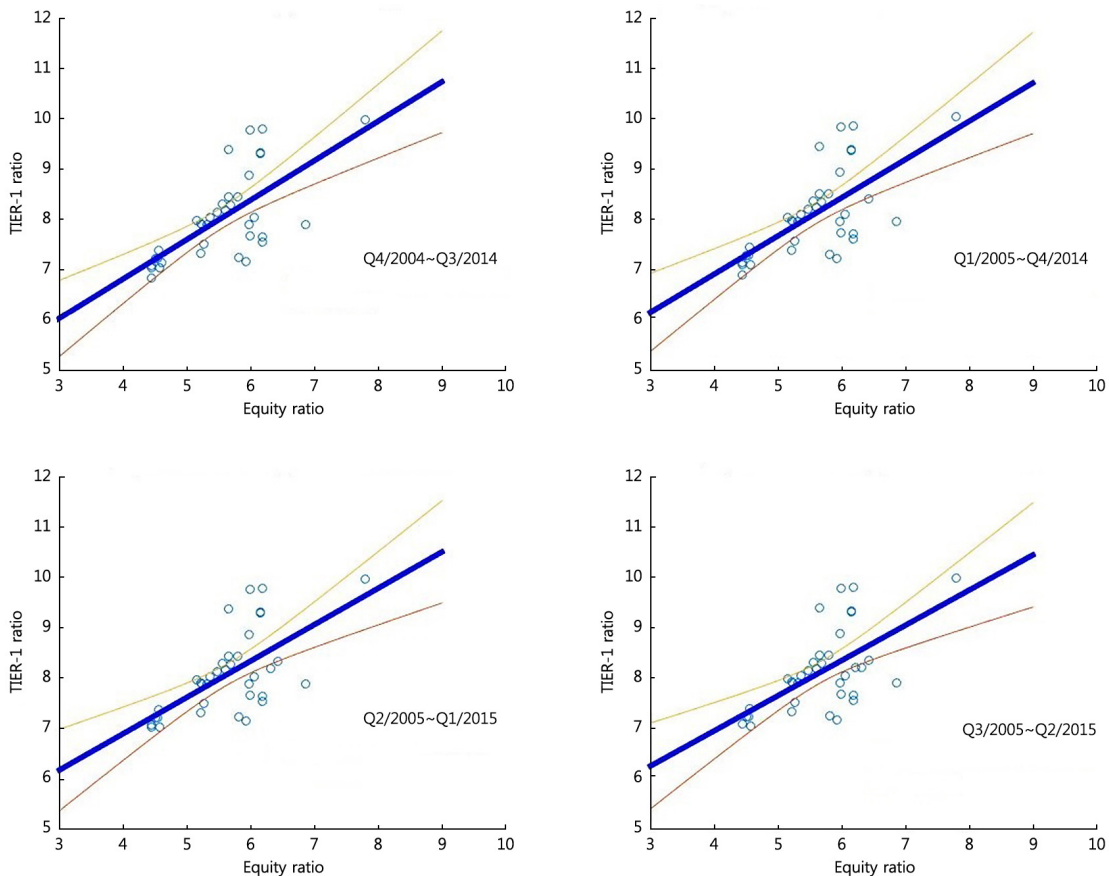 12
11
10
9
8
7
6
5
TIER-1 ratio
Q4/2004~Q3/2014
3 4 5 6 7 8 9 10
Equity ratio
12
11
10
9
8
7
6
5
TIER-1 ratio
Q1/2005~Q4/2014
3 4 5 6 7 8 9 10
Equity ratio
12
11
10
9
8
7
6
5
TIER-1 ratio
Q2/2005~Q1/2015
3 4 5 6 7 8 9 10
Equity ratio
12
11
10
9
8
7
6
5
TIER-1 ratio
Q3/2005~Q2/2015
3 4 5 6 7 8 9 10
Equity ratio